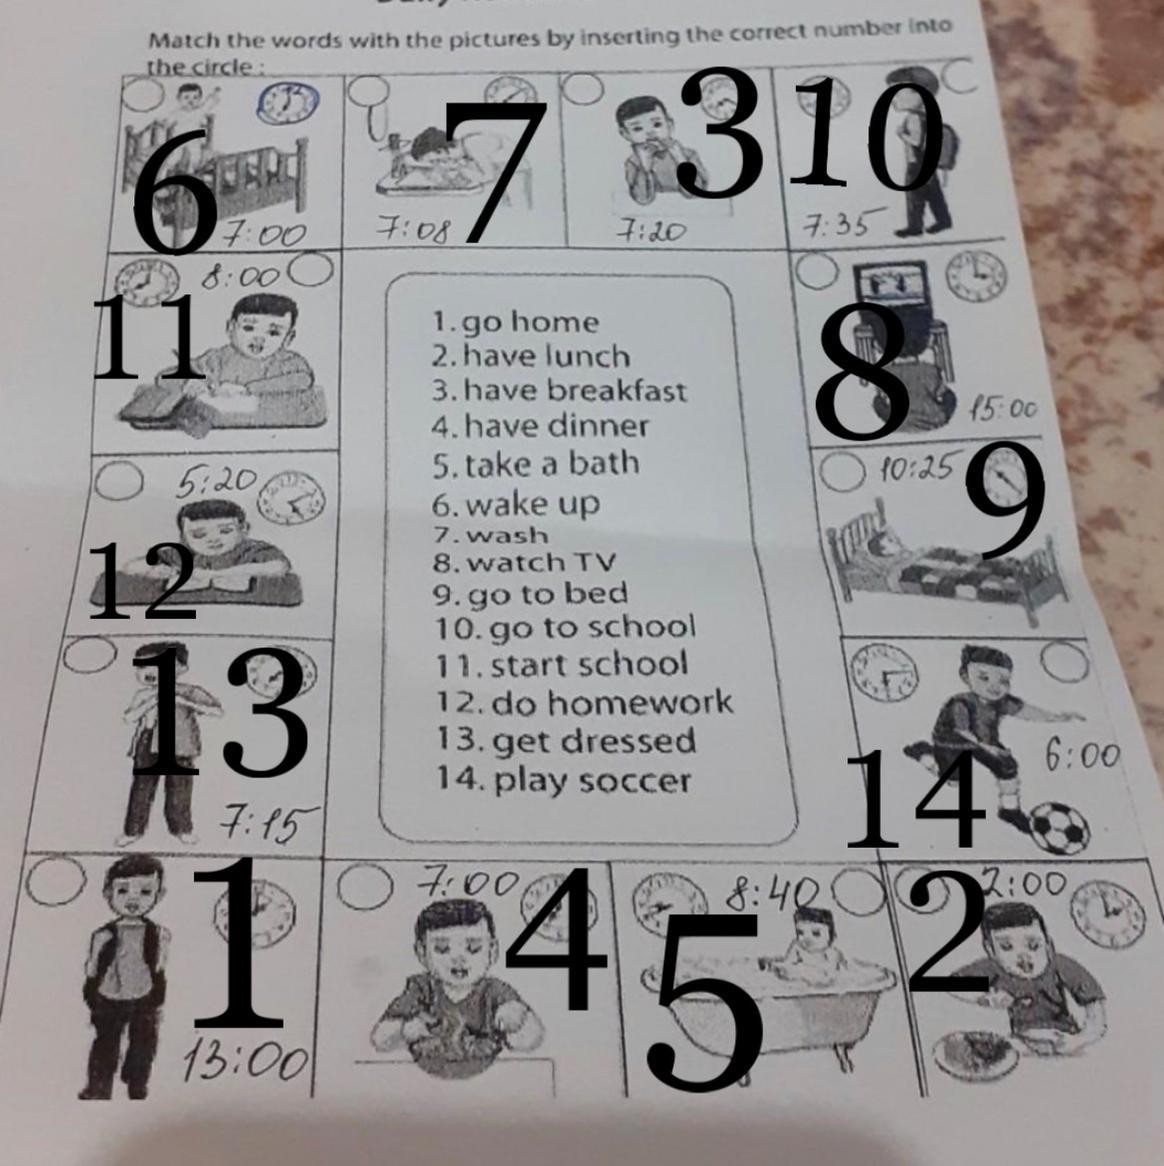 Match the words with the pictures by inserting the correct number into
the circle :
6 7 3 10
7:00 7:08 7:20 7:35
8:00
11
8
15:00
5:20
12
10:25
9
13
7:15
6:00
14
1. go home
2. have lunch
3. have breakfast
4. have dinner
5. take a bath
6. wake up
7. wash
8. watch TV
9. go to bed
10. go to school
11. start school
12. do homework
13. get dressed
14. play soccer
1
13:00
7:00
4
8:40
5
2
2:00